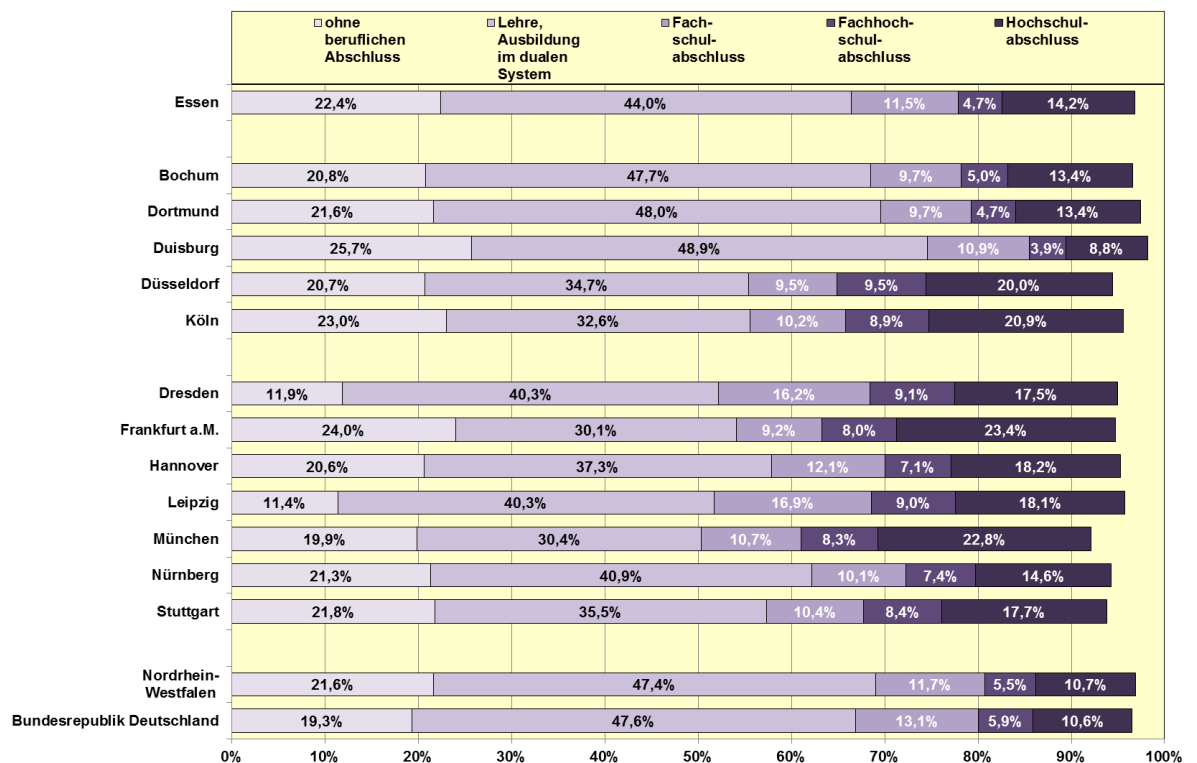 ohne
beruflichen
Abschluss
Lehre,
Ausbildung
im dualen
System
Fach-
schul-
abschluss
Fachhoch-
schul-
abschluss
Hochschul-
abschluss
Essen 22,4% 44,0% 11,5% 4,7% 14,2%
Bochum 20,8% 47,7% 9,7% 5,0% 13,4%
Dortmund 21,6% 48,0% 9,7% 4,7% 13,4%
Duisburg 25,7% 48,9% 10,9% 3,9% 8,8%
Düsseldorf 20,7% 34,7% 9,5% 9,5% 20,0%
Köln 23,0% 32,6% 10,2% 8,9% 20,9%
Dresden 11,9% 40,3% 16,2% 9,1% 17,5%
Frankfurt a.M. 24,0% 30,1% 9,2% 8,0% 23,4%
Hannover 20,6% 37,3% 12,1% 7,1% 18,2%
Leipzig 11,4% 40,3% 16,9% 9,0% 18,1%
München 19,9% 30,4% 10,7% 8,3% 22,8%
Nürnberg 21,3% 40,9% 10,1% 7,4% 14,6%
Stuttgart 21,8% 35,5% 10,4% 8,4% 17,7%
Nordrhein-
Westfalen 21,6% 47,4% 11,7% 5,5% 10,7%
Bundesrepublik Deutschland 19,3% 47,6% 13,1% 5,9% 10,6%
0% 10% 20% 30% 40% 50% 60% 70% 80% 90% 100%